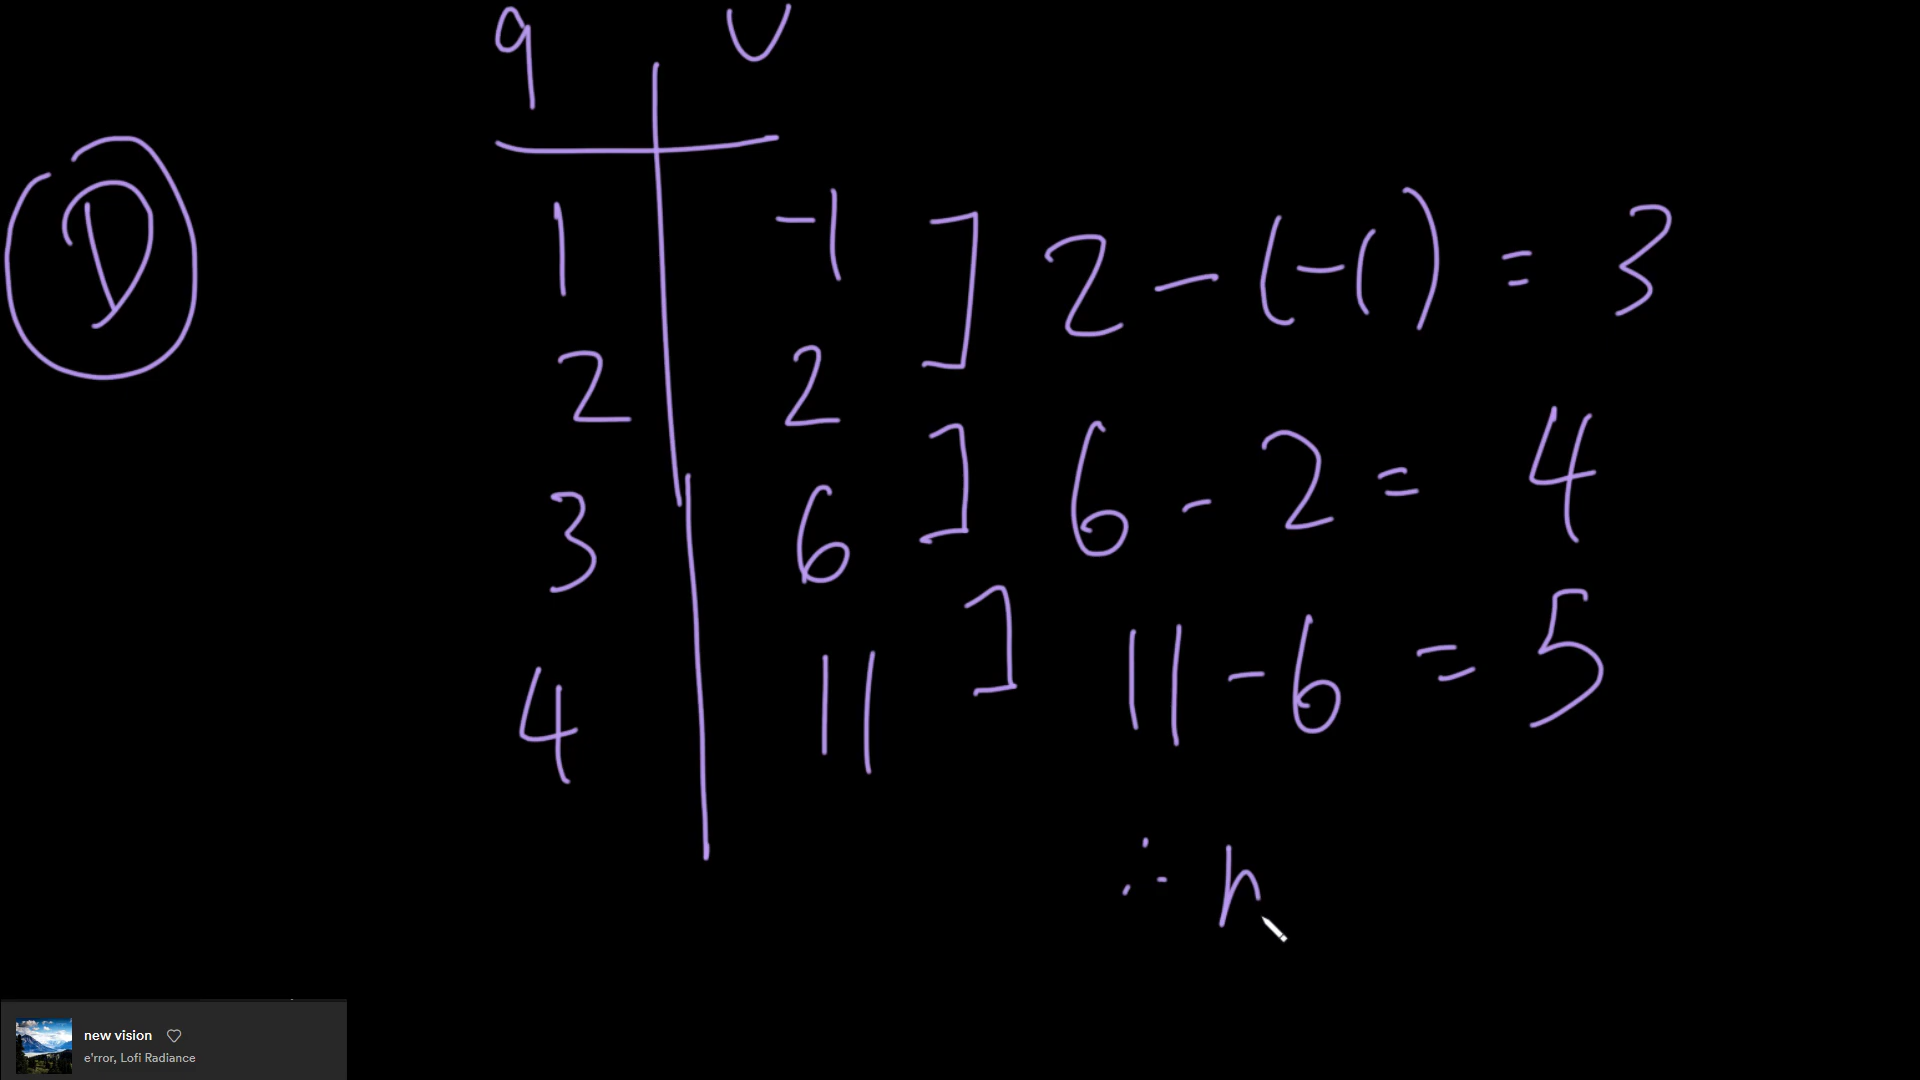 q U
D
1 -1 ] 2 - (-1) = 3
2 2
] 6 - 2 = 4
3 6
] 11 - 6 = 5
4 11
∴ n
new vision
e'rror, Lofi Radiance